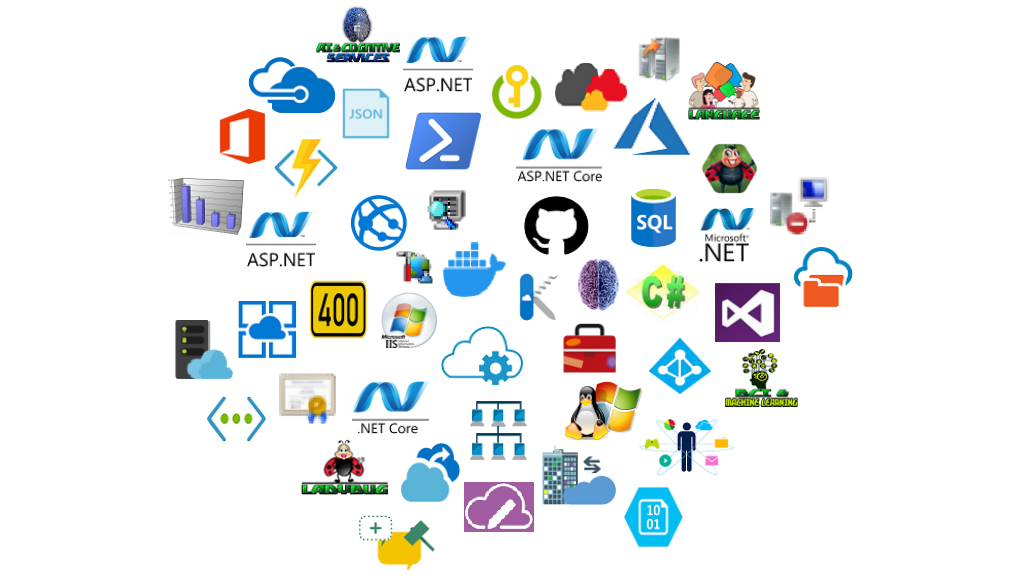 AI & COGNITIVE
SERVICES
ASP.NET
JSON
LANGUAGE
ASP.NET Core
ASP.NET
SQL
Microsoft®
.NET
C#
400
Microsoft
IIS
MACHINE LEARNING
.NET Core
LADYBUG
10
01